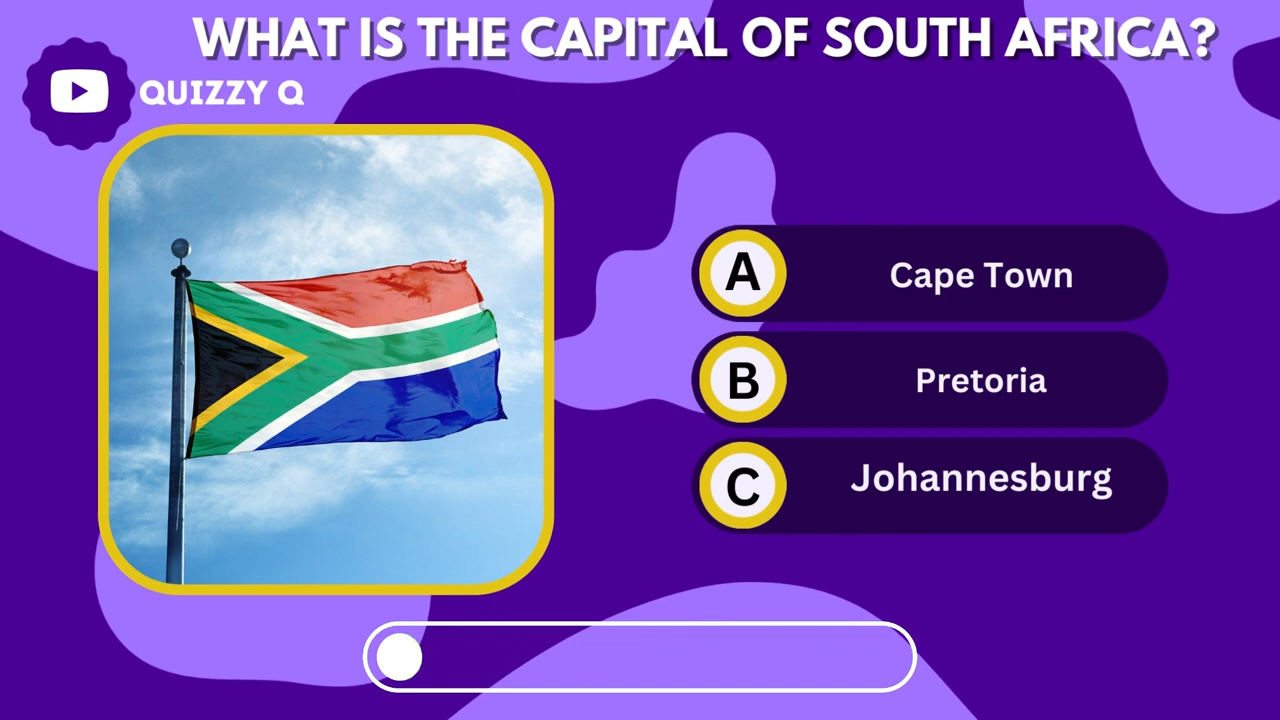 WHAT IS THE CAPITAL OF SOUTH AFRICA?
QUIZZY Q
A Cape Town
B Pretoria
C Johannesburg